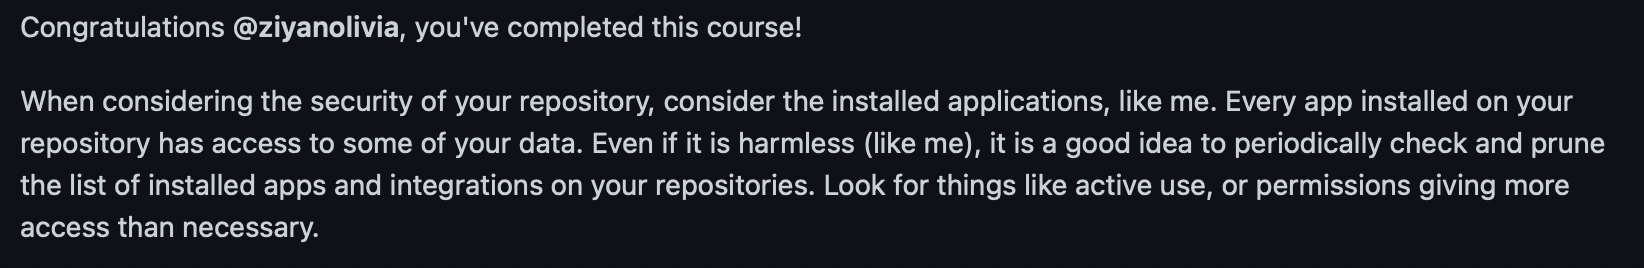 Congratulations @ziyanolivia, you've completed this course!
When considering the security of your repository, consider the installed applications, like me. Every app installed on your
repository has access to some of your data. Even if it is harmless (like me), it is a good idea to periodically check and prune
the list of installed apps and integrations on your repositories. Look for things like active use, or permissions giving more
access than necessary.